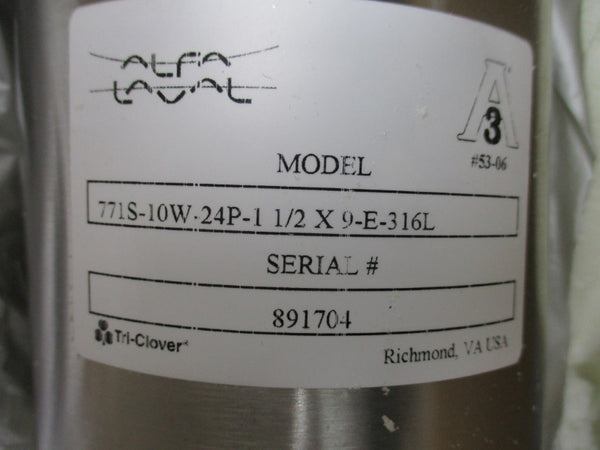 ALFA
LAVAL
A
3
#53-06
MODEL
771S-10W-24P-1 1/2 X 9-E-316L
SERIAL #
891704
Tri-Clover
Richmond, VA USA